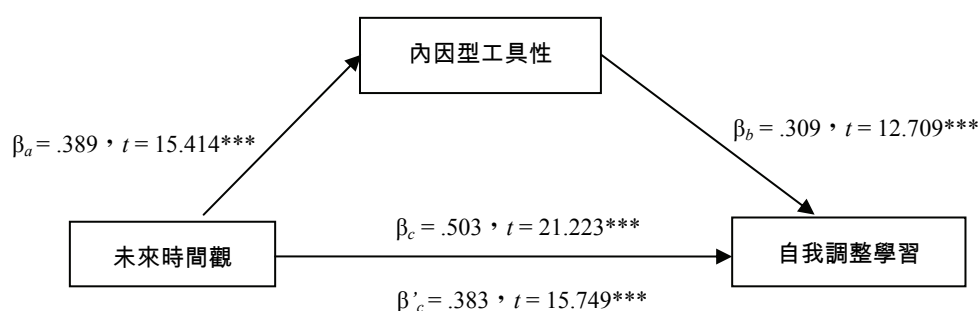 內因型工具性
βa = .389，t = 15.414***
βb = .309，t = 12.709***
βc = .503，t = 21.223***
未來時間觀
自我調整學習
β’c = .383，t = 15.749***